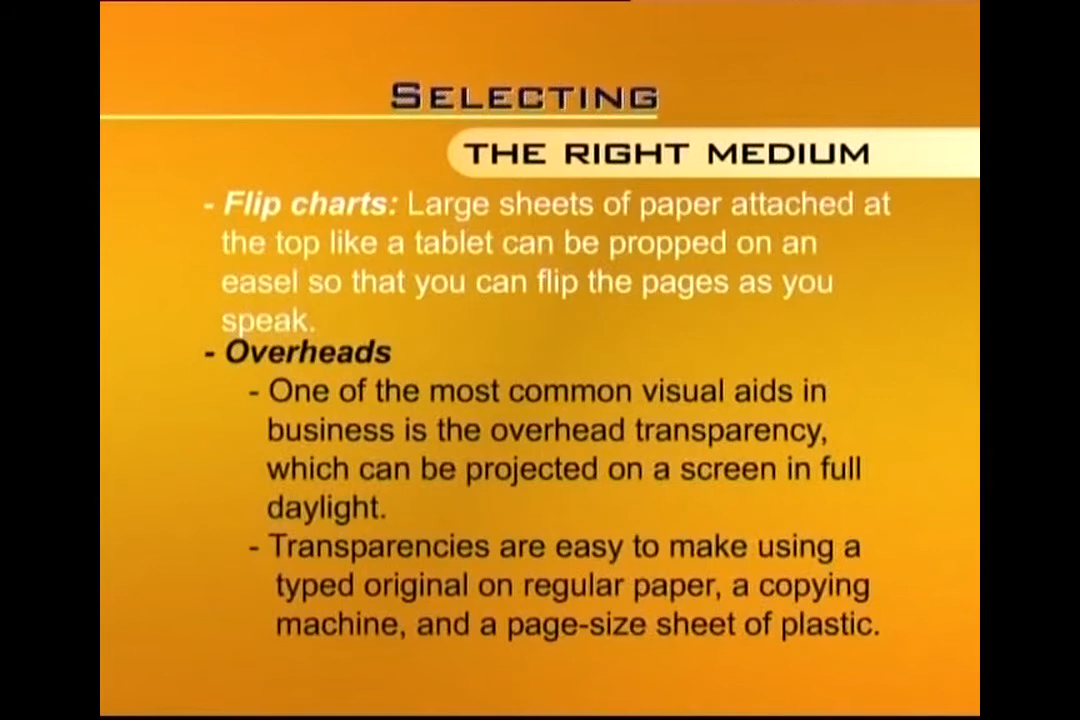 SELECTING
THE RIGHT MEDIUM
- Flip charts: Large sheets of paper attached at
the top like a tablet can be propped on an
easel so that you can flip the pages as you
speak.
- Overheads
- One of the most common visual aids in
business is the overhead transparency,
which can be projected on a screen in full
daylight.
- Transparencies are easy to make using a
typed original on regular paper, a copying
machine, and a page-size sheet of plastic.